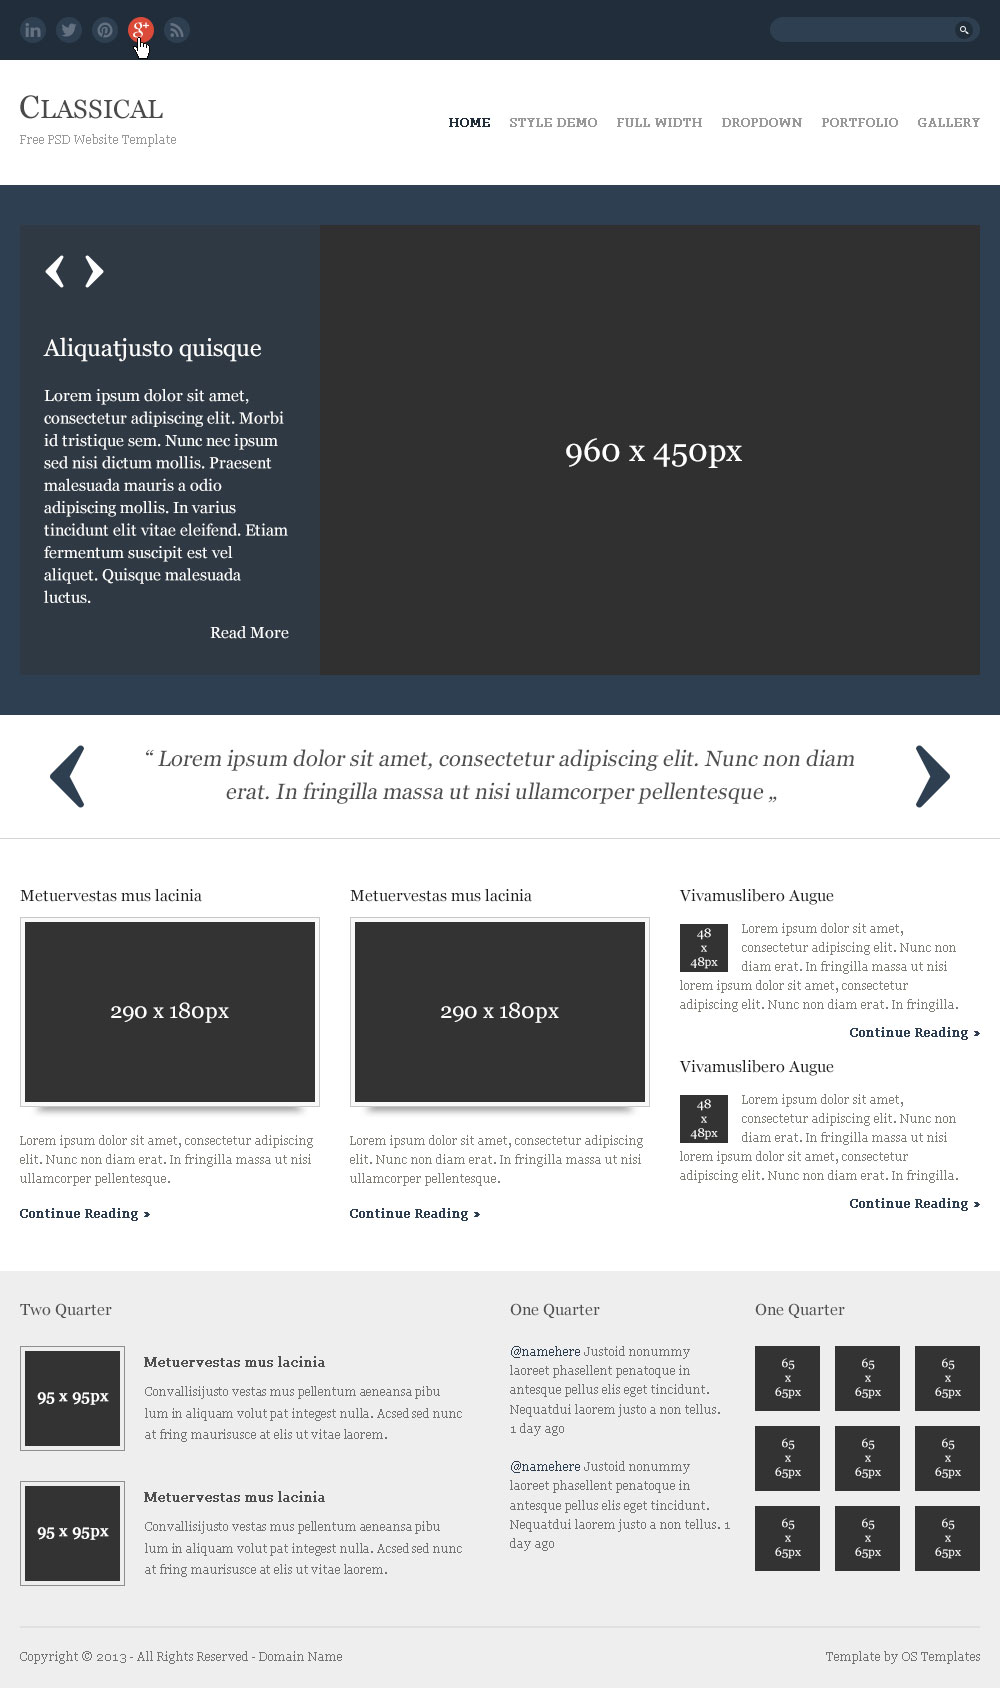 CLASSICAL
Free PSD Website Template
HOME STYLE DEMO FULL WIDTH DROPDOWN PORTFOLIO GALLERY
Aliquatjusto quisque
Lorem ipsum dolor sit amet,
consectetur adipiscing elit. Morbi
id tristique sem. Nunc nec ipsum
sed nisi dictum mollis. Praesent
malesuada mauris a odio
adipiscing mollis. In varius
tincidunt elit vitae eleifend. Etiam
fermentum suscipit est vel
aliquet. Quisque malesuada
luctus.
Read More
960 x 450px
“ Lorem ipsum dolor sit amet, consectetur adipiscing elit. Nunc non diam
erat. In fringilla massa ut nisi ullamcorper pellentesque „
Metuervestas mus lacinia
290 x 180px
Lorem ipsum dolor sit amet, consectetur adipiscing
elit. Nunc non diam erat. In fringilla massa ut nisi
ullamcorper pellentesque.
Continue Reading »
Metuervestas mus lacinia
290 x 180px
Lorem ipsum dolor sit amet, consectetur adipiscing
elit. Nunc non diam erat. In fringilla massa ut nisi
ullamcorper pellentesque.
Continue Reading »
Vivamuslibero Augue
48
x
48px
Lorem ipsum dolor sit amet,
consectetur adipiscing elit. Nunc non
diam erat. In fringilla massa ut nisi
lorem ipsum dolor sit amet, consectetur
adipiscing elit. Nunc non diam erat. In fringilla.
Continue Reading »
Vivamuslibero Augue
48
x
48px
Lorem ipsum dolor sit amet,
consectetur adipiscing elit. Nunc non
diam erat. In fringilla massa ut nisi
lorem ipsum dolor sit amet, consectetur
adipiscing elit. Nunc non diam erat. In fringilla.
Continue Reading »
Two Quarter
95 x 95px
Metuervestas mus lacinia
Convallisijusto vestas mus pellentum aeneansa pibu
lum in aliquam volut pat integest nulla. Acsed sed nunc
at fring maurisusce at elis ut vitae laorem.
95 x 95px
Metuervestas mus lacinia
Convallisijusto vestas mus pellentum aeneansa pibu
lum in aliquam volut pat integest nulla. Acsed sed nunc
at fring maurisusce at elis ut vitae laorem.
One Quarter
@namehere Justoid nonummy
laoreet phasellent penatoque in
antesque pellus elis eget tincidunt.
Nequatdui laorem justo a non tellus.
1 day ago
@namehere Justoid nonummy
laoreet phasellent penatoque in
antesque pellus elis eget tincidunt.
Nequatdui laorem justo a non tellus. 1
day ago
One Quarter
65
x
65px
65
x
65px
65
x
65px
65
x
65px
65
x
65px
65
x
65px
65
x
65px
65
x
65px
65
x
65px
Copyright © 2013 - All Rights Reserved - Domain Name
Template by OS Templates